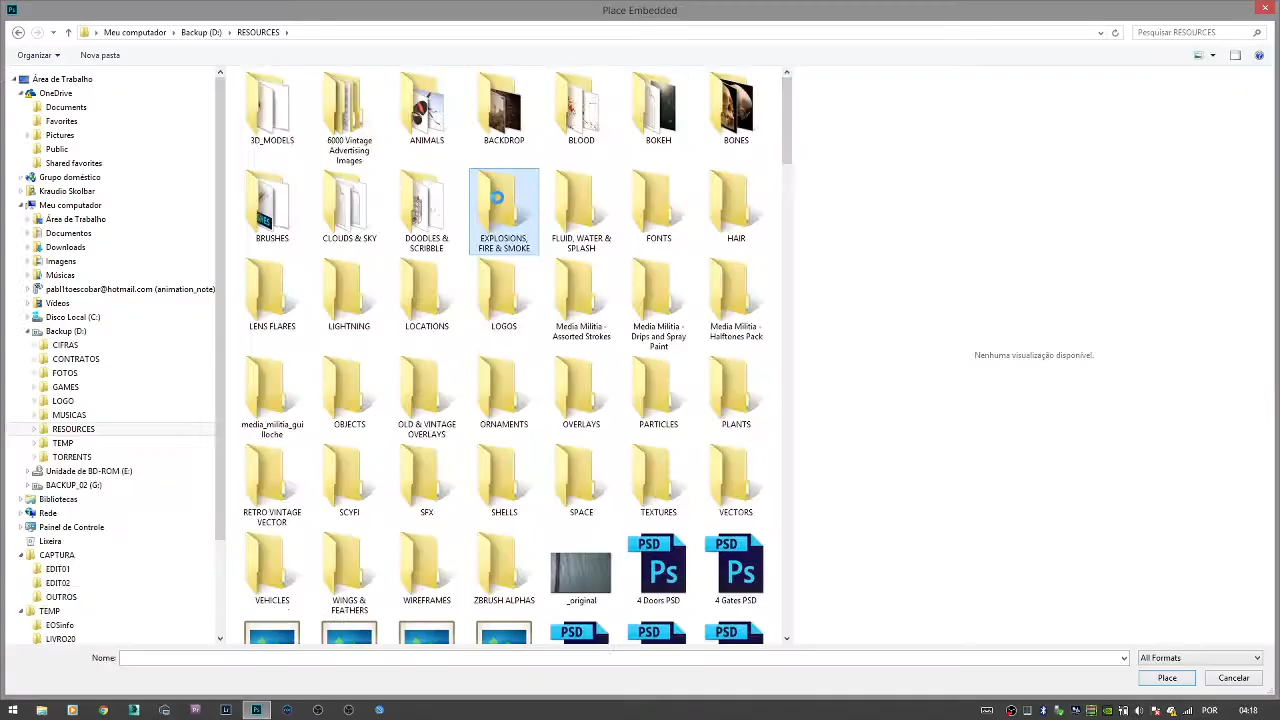 Place Embedded
Meu computador
Backup (D:)
RESOURCES
Pesquisar RESOURCES
Organizar
Nova pasta
Área de Trabalho
OneDrive
Documents
Favorites
Pictures
Public
Shared favorites
Grupo doméstico
Kraudio Skolbar
Meu computador
Área de Trabalho
Documentos
Downloads
Imagens
Músicas
pabl1toescobar@hotmail.com (animation_note)
Vídeos
Disco Local (C:)
Backup (D:)
CIFRAS
CONTRATOS
FOTOS
GAMES
LOGO
MUSICAS
RESOURCES
TEMP
TORRENTS
Unidade de BD-ROM (E:)
BACKUP_02 (G:)
Bibliotecas
Rede
Painel de Controle
Lixeira
CAPTURA
EDIT01
EDIT02
OUTROS
TEMP
EOSinfo
LIVRO20
3D_MODELS
6000 Vintage
Advertising
Images
ANIMALS
BACKDROP
BLOOD
BOKEH
BONES
BRUSHES
CLOUDS & SKY
DOODLES &
SCRIBBLE
EXPLOSIONS,
FIRE & SMOKE
FLUID, WATER &
SPLASH
FONTS
HAIR
LENS FLARES
LIGHTNING
LOCATIONS
LOGOS
Media Militia -
Assorted Strokes
Media Militia -
Drips and Spray
Paint
Media Militia -
Halftones Pack
media_militia_gui
lloche
OBJECTS
OLD & VINTAGE
OVERLAYS
ORNAMENTS
OVERLAYS
PARTICLES
PLANTS
RETRO VINTAGE
VECTOR
SCYFI
SFX
SHELLS
SPACE
TEXTURES
VECTORS
VEHICLES
WINGS &
FEATHERS
WIREFRAMES
ZBRUSH ALPHAS
_original
PSD
Ps
4 Doors PSD
PSD
Ps
4 Gates PSD
PSD
PSD
PSD
Nenhuma visualização disponível.
Nome:
All Formats
Place
Cancelar
POR
04:18